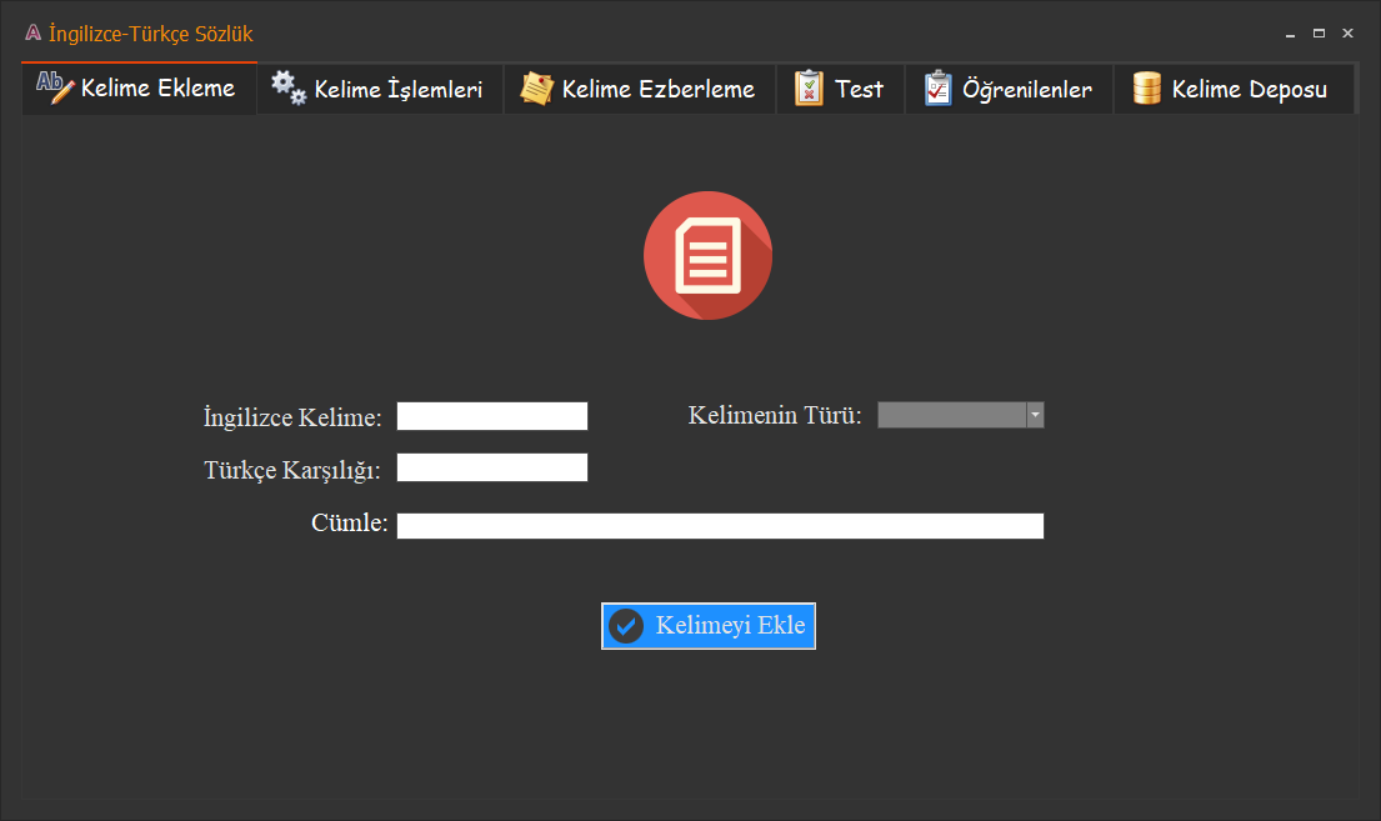 İngilizce-Türkçe Sözlük
Kelime Ekleme Kelime İşlemleri Kelime Ezberleme Test Öğrenilenler Kelime Deposu
İngilizce Kelime: Kelimenin Türü:
Türkçe Karşılığı:
Cümle:
Kelimeyi Ekle